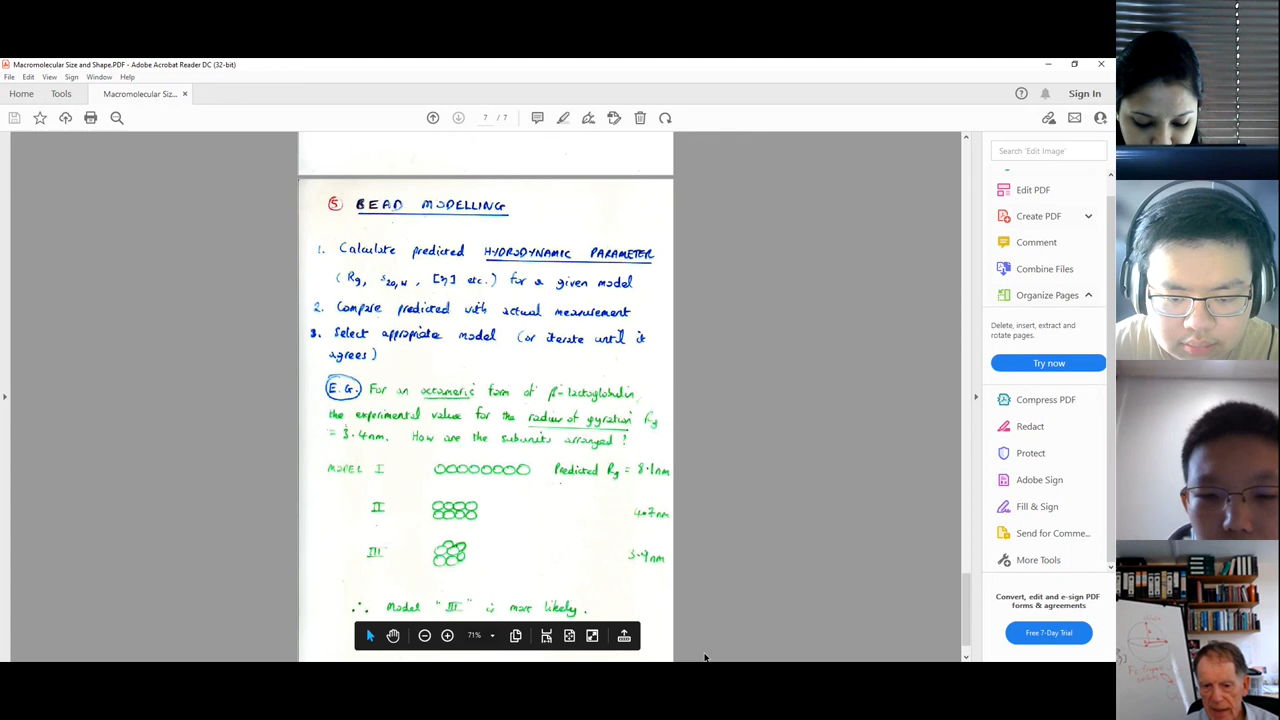 Macromolecular Size and Shape.PDF - Adobe Acrobat Reader DC (32-bit)
File Edit View Sign Window Help
Home Tools Macromolecular Siz... × Sign In
7 / 7
Search 'Edit Image'
⑤ BEAD MODELLING
1. Calculate predicted HYDRODYNAMIC PARAMETER
(Rg, s20,w, [η] etc.) for a given model
2. Compare predicted with actual measurement
3. Select appropriate model (or iterate until it
agrees)
E.G. For an octameric form of β-lactoglobulin,
the experimental value for the radius of gyration Rg
= 3.4nm. How are the subunits arranged?
MODEL I Predicted Rg = 8.1nm
II 4.7nm
III 3.9nm
∴ Model "III" is more likely.
71%
Edit PDF
Create PDF
Comment
Combine Files
Organize Pages
Delete, insert, extract and
rotate pages.
Try now
Compress PDF
Redact
Protect
Adobe Sign
Fill & Sign
Send for Comme...
More Tools
Convert, edit and e-sign PDF
forms & agreements
Free 7-Day Trial